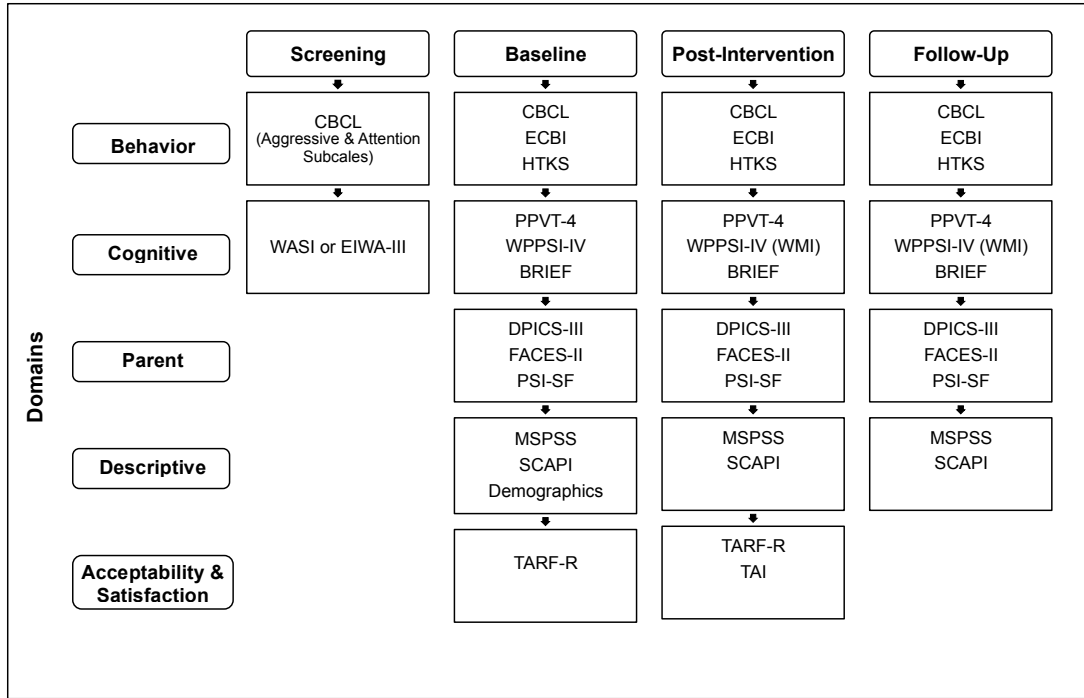 Screening
Baseline
Post-Intervention
Follow-Up
Domains
Behavior
CBCL
(Aggressive & Attention
Subcales)
CBCL
ECBI
HTKS
CBCL
ECBI
HTKS
CBCL
ECBI
HTKS
Cognitive
WASI or EIWA-III
PPVT-4
WPPSI-IV
BRIEF
PPVT-4
WPPSI-IV (WMI)
BRIEF
PPVT-4
WPPSI-IV (WMI)
BRIEF
Parent
DPICS-III
FACES-II
PSI-SF
DPICS-III
FACES-II
PSI-SF
DPICS-III
FACES-II
PSI-SF
Descriptive
MSPSS
SCAPI
Demographics
MSPSS
SCAPI
MSPSS
SCAPI
Acceptability &
Satisfaction
TARF-R
TARF-R
TAI